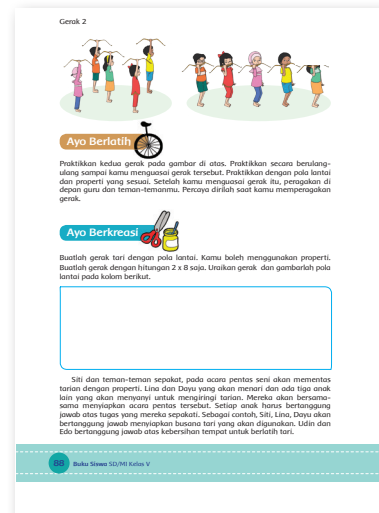 Gerak 2
Ayo Berlatih
Praktikkan kedua gerak pada gambar di atas. Praktikkan secara berulang-
ulang sampai kamu menguasai gerak tersebut. Praktikkan dengan pola lantai
dan properti yang sesuai. Setelah kamu menguasai gerak itu, peragakan di
depan guru dan teman-temanmu. Percaya dirilah saat kamu memperagakan
gerak.
Ayo Berkreasi
Buatlah gerak tari dengan pola lantai. Kamu boleh menggunakan properti.
Buatlah gerak dengan hitungan 2 x 8 saja. Uraikan gerak dan gambarlah pola
lantai pada kolom berikut.
Siti dan teman-teman sepakat, pada acara pentas seni akan mementas
tarian dengan properti. Lina dan Dayu yang akan menari dan ada tiga anak
lain yang akan menyanyi untuk mengiringi tarian. Mereka akan bersama-
sama menyiapkan acara pentas tersebut. Setiap anak harus bertanggung
jawab atas tugas yang mereka sepakati. Sebagai contoh, Siti, Lina, Dayu akan
bertanggung jawab menyiapkan busana tari yang akan digunakan. Udin dan
Edo bertanggung jawab atas kebersihan tempat untuk berlatih tari.
88 Buku Siswa SD/MI Kelas V